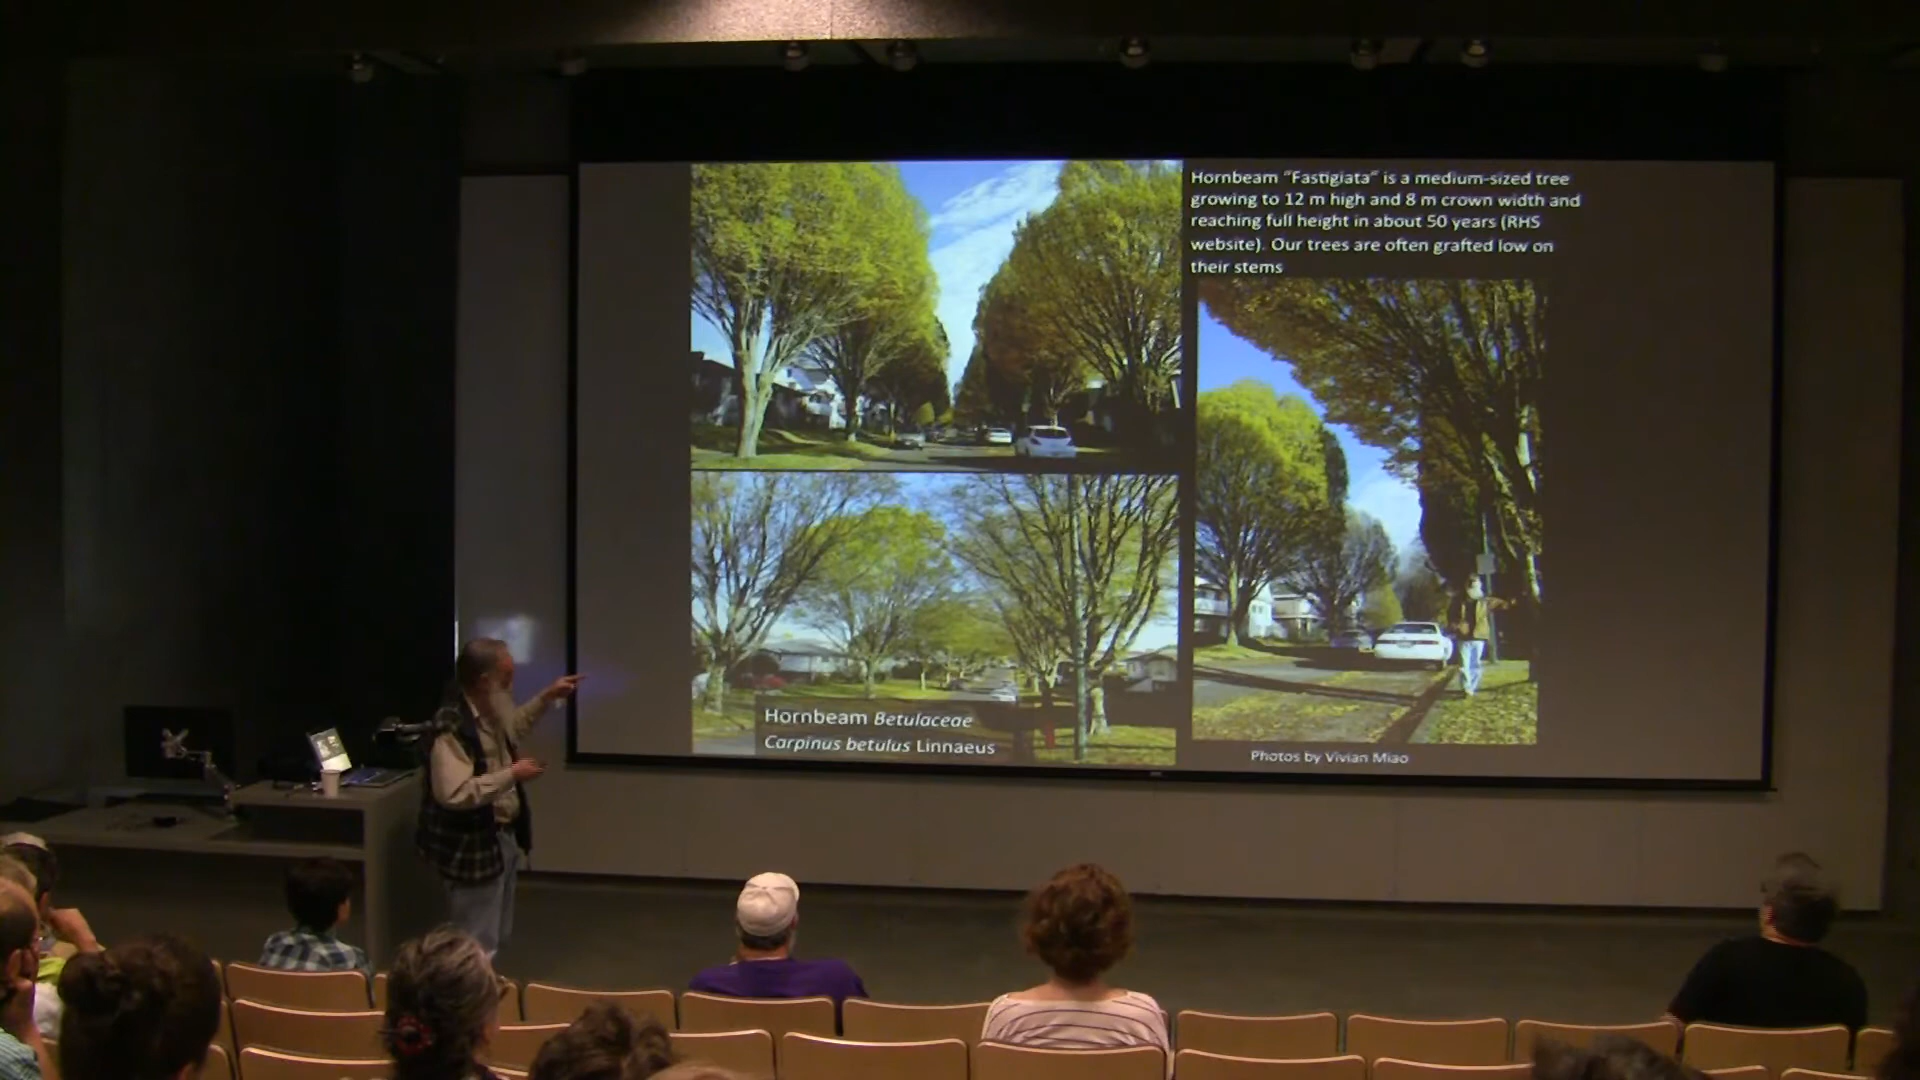 Hornbeam "Fastigiata" is a medium-sized tree
growing to 12 m high and 8 m crown width and
reaching full height in about 50 years (RHS
website). Our trees are often grafted low on
their stems
Hornbeam Betulaceae
Carpinus betulus Linnaeus
Photos by Vivian Miao